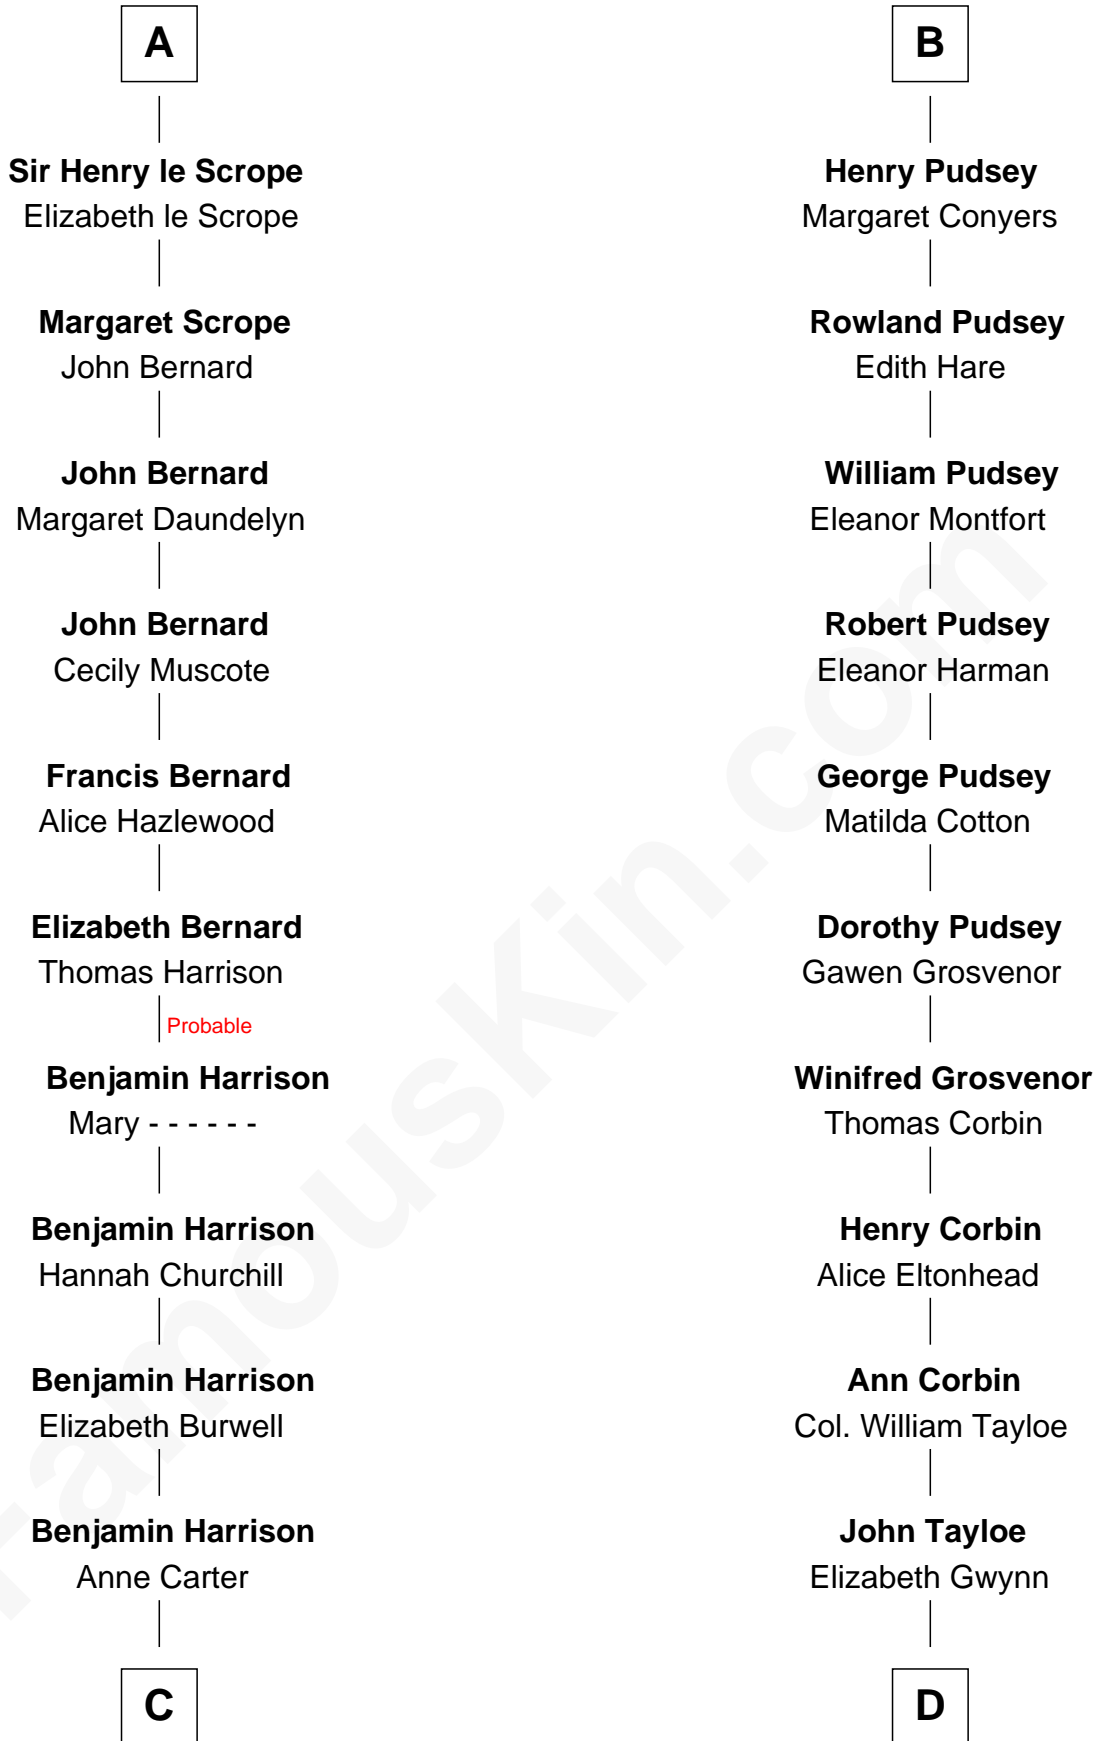 A
Sir Henry le Scrope
Elizabeth le Scrope
Margaret Scrope
John Bernard
John Bernard
Margaret Daundelyn
John Bernard
Cecily Muscote
Francis Bernard
Alice Hazlewood
Elizabeth Bernard
Thomas Harrison
Probable
Benjamin Harrison
Mary - - - - - -
Benjamin Harrison
Hannah Churchill
Benjamin Harrison
Elizabeth Burwell
Benjamin Harrison
Anne Carter
C
B
Henry Pudsey
Margaret Conyers
Rowland Pudsey
Edith Hare
William Pudsey
Eleanor Montfort
Robert Pudsey
Eleanor Harman
George Pudsey
Matilda Cotton
Dorothy Pudsey
Gawen Grosvenor
Winifred Grosvenor
Thomas Corbin
Henry Corbin
Alice Eltonhead
Ann Corbin
Col. William Tayloe
John Tayloe
Elizabeth Gwynn
D
FamousKin.com